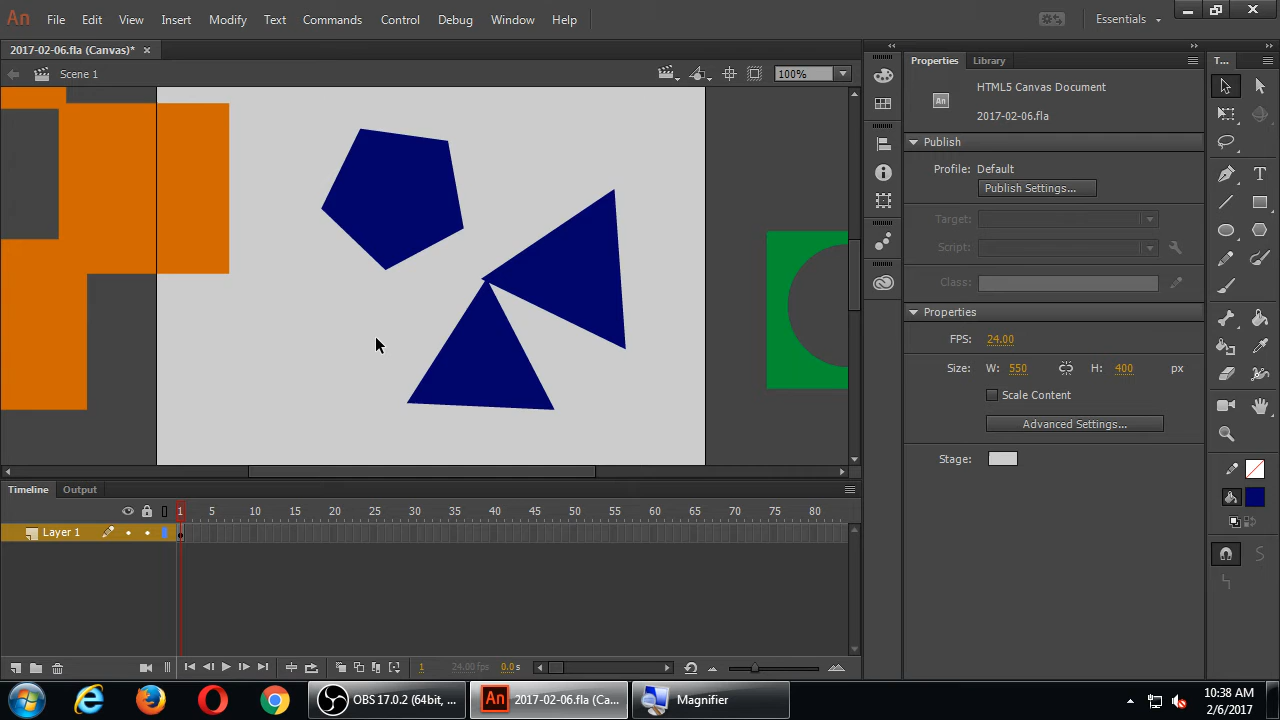 An File Edit View Insert Modify Text Commands Control Debug Window Help Essentials
2017-02-06.fla (Canvas)* ×
Scene 1 100%
Properties Library T...
HTML5 Canvas Document
An
2017-02-06.fla
Publish
Profile: Default
Publish Settings...
Target:
Script:
Class:
Properties
FPS: 24.00
Size: W: 550 H: 400 px
Scale Content
Advanced Settings...
Stage:
Timeline Output
1 5 10 15 20 25 30 35 40 45 50 55 60 65 70 75 80
Layer 1
1 24.00 fps 0.0 s
OBS 17.0.2 (64bit, ... An 2017-02-06.fla (Ca... Magnifier
10:38 AM
2/6/2017